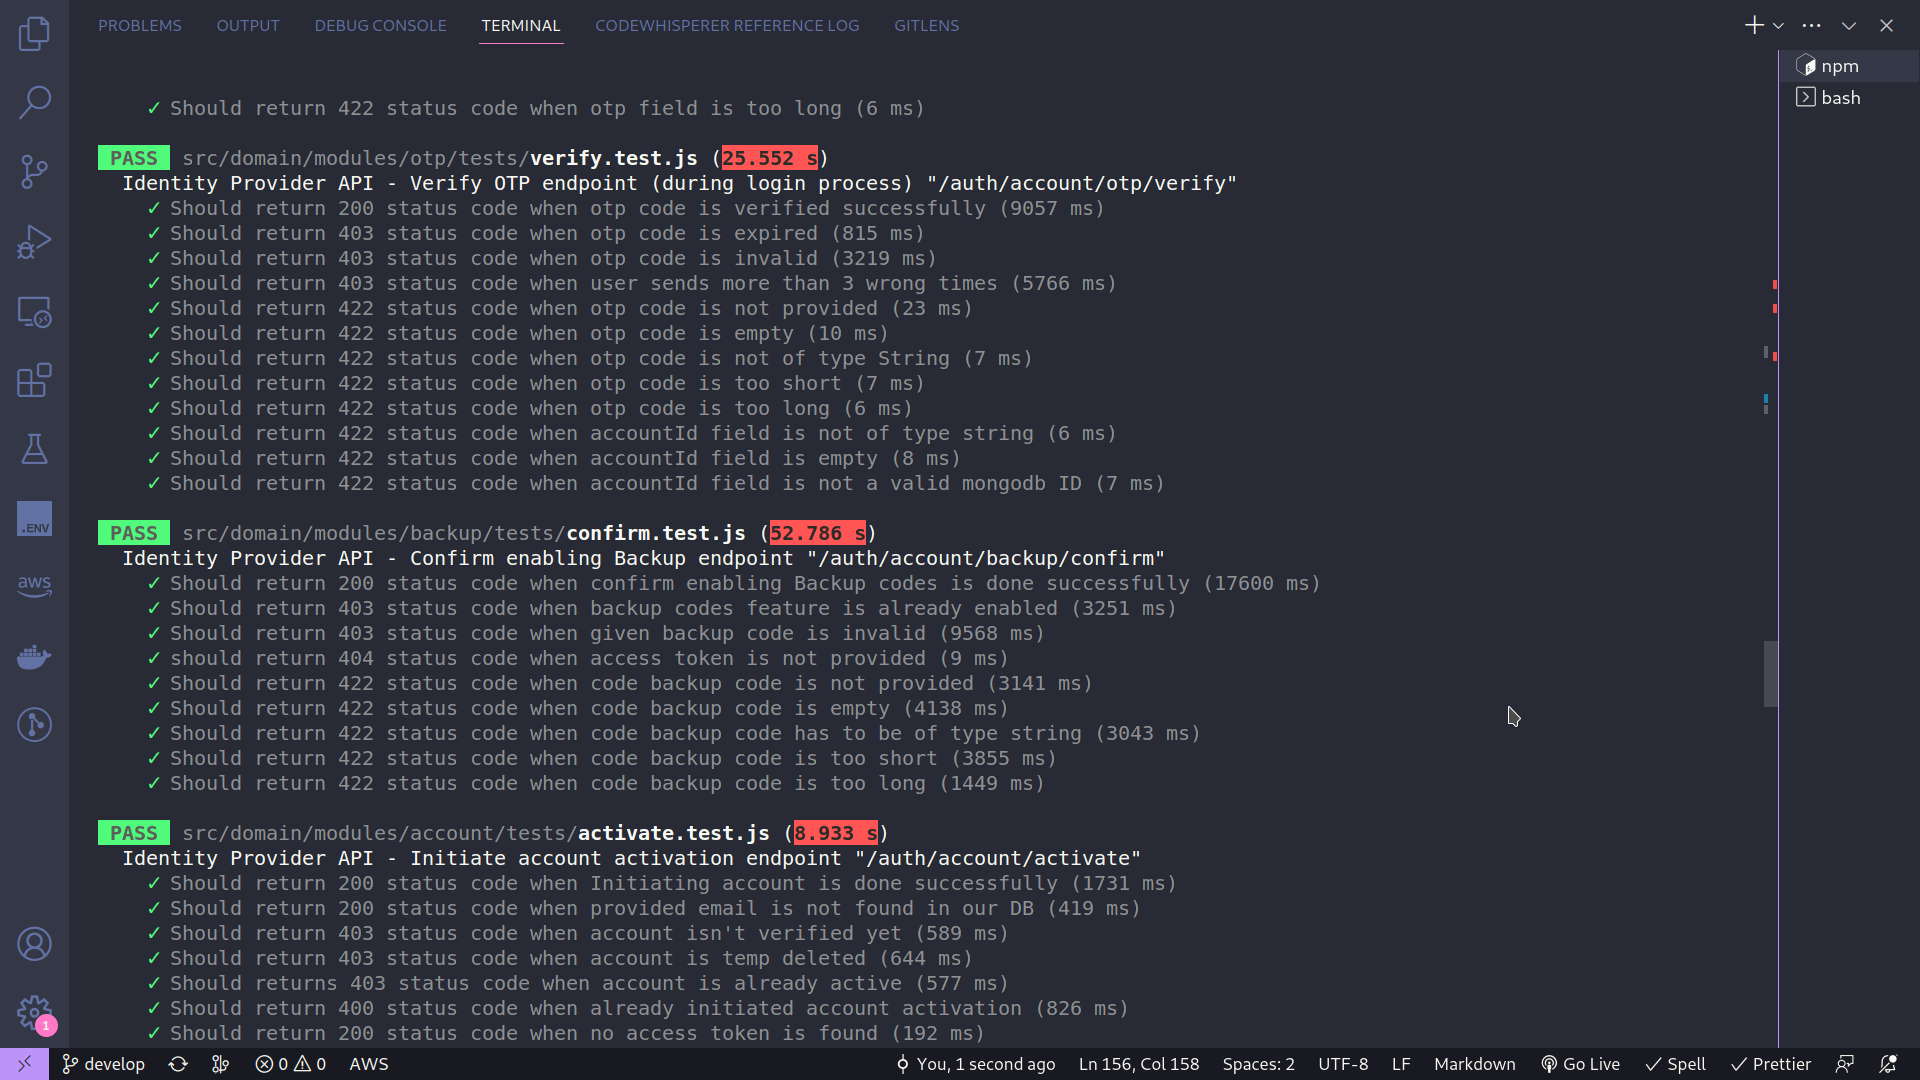 PROBLEMS OUTPUT DEBUG CONSOLE TERMINAL CODEWHISPERER REFERENCE LOG GITLENS
npm
bash
✓ Should return 422 status code when otp field is too long (6 ms)
PASS src/domain/modules/otp/tests/verify.test.js (25.552 s)
Identity Provider API - Verify OTP endpoint (during login process) "/auth/account/otp/verify"
✓ Should return 200 status code when otp code is verified successfully (9057 ms)
✓ Should return 403 status code when otp code is expired (815 ms)
✓ Should return 403 status code when otp code is invalid (3219 ms)
✓ Should return 403 status code when user sends more than 3 wrong times (5766 ms)
✓ Should return 422 status code when otp code is not provided (23 ms)
✓ Should return 422 status code when otp code is empty (10 ms)
✓ Should return 422 status code when otp code is not of type String (7 ms)
✓ Should return 422 status code when otp code is too short (7 ms)
✓ Should return 422 status code when otp code is too long (6 ms)
✓ Should return 422 status code when accountId field is not of type string (6 ms)
✓ Should return 422 status code when accountId field is empty (8 ms)
✓ Should return 422 status code when accountId field is not a valid mongodb ID (7 ms)
PASS src/domain/modules/backup/tests/confirm.test.js (52.786 s)
Identity Provider API - Confirm enabling Backup endpoint "/auth/account/backup/confirm"
✓ Should return 200 status code when confirm enabling Backup codes is done successfully (17600 ms)
✓ Should return 403 status code when backup codes feature is already enabled (3251 ms)
✓ Should return 403 status code when given backup code is invalid (9568 ms)
✓ should return 404 status code when access token is not provided (9 ms)
✓ Should return 422 status code when code backup code is not provided (3141 ms)
✓ Should return 422 status code when code backup code is empty (4138 ms)
✓ Should return 422 status code when code backup code has to be of type string (3043 ms)
✓ Should return 422 status code when code backup code is too short (3855 ms)
✓ Should return 422 status code when code backup code is too long (1449 ms)
PASS src/domain/modules/account/tests/activate.test.js (8.933 s)
Identity Provider API - Initiate account activation endpoint "/auth/account/activate"
✓ Should return 200 status code when Initiating account is done successfully (1731 ms)
✓ Should return 200 status code when provided email is not found in our DB (419 ms)
✓ Should return 403 status code when account isn't verified yet (589 ms)
✓ Should return 403 status code when account is temp deleted (644 ms)
✓ Should returns 403 status code when account is already active (577 ms)
✓ Should return 400 status code when already initiated account activation (826 ms)
✓ Should return 200 status code when no access token is found (192 ms)
.ENV
aws
1
develop 0 0 AWS You, 1 second ago Ln 156, Col 158 Spaces: 2 UTF-8 LF Markdown Go Live Spell Prettier